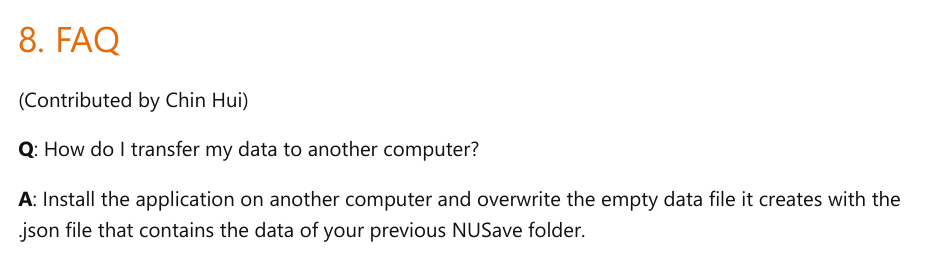 8. FAQ
(Contributed by Chin Hui)
Q: How do I transfer my data to another computer?
A: Install the application on another computer and overwrite the empty data file it creates with the
.json file that contains the data of your previous NUSave folder.